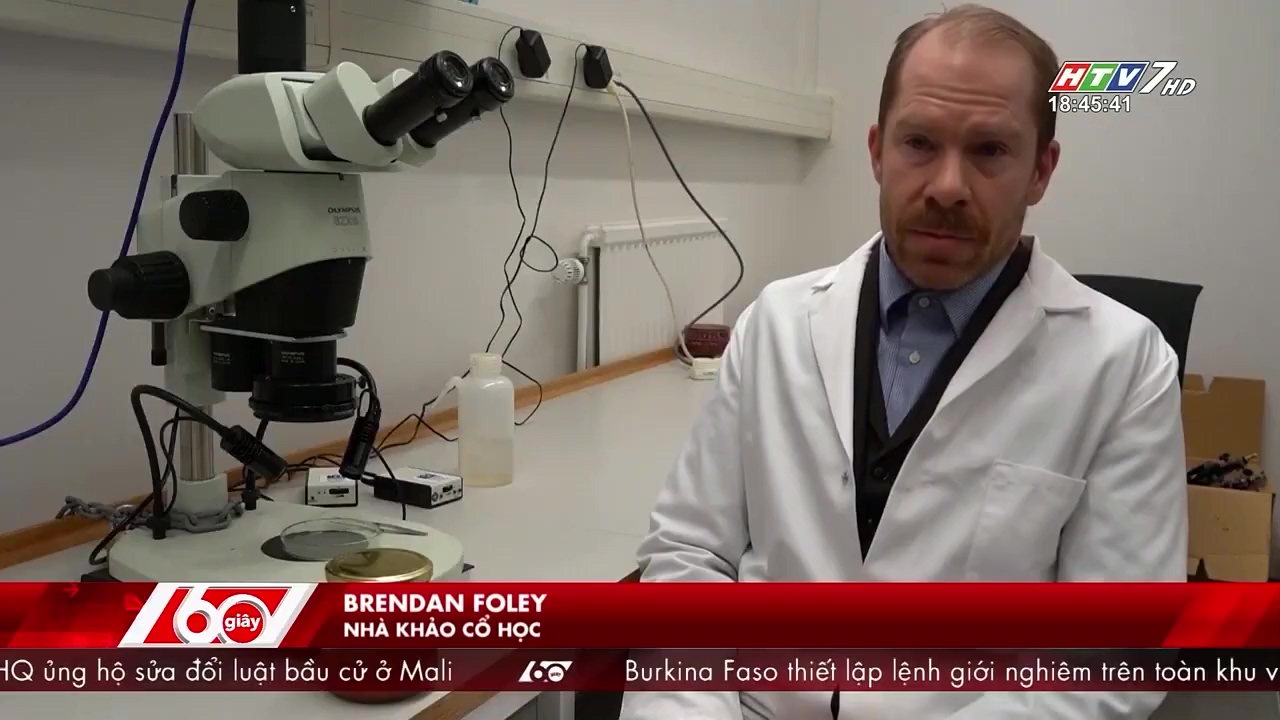 HTV7 HD
18:45:41
OLYMPUS
60 giây
BRENDAN FOLEY
NHÀ KHẢO CỔ HỌC
HQ ủng hộ sửa đổi luật bầu cử ở Mali
60
Burkina Faso thiết lập lệnh giới nghiêm trên toàn khu v